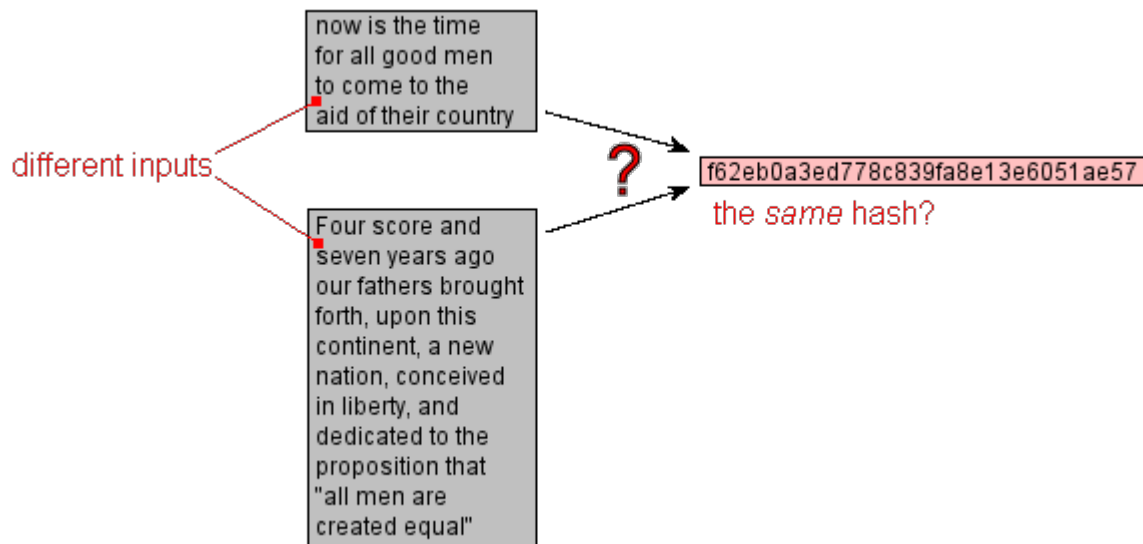 now is the time
for all good men
to come to the
aid of their country
different inputs
?
f62eb0a3ed778c839fa8e13e6051ae57
the same hash?
Four score and
seven years ago
our fathers brought
forth, upon this
continent, a new
nation, conceived
in liberty, and
dedicated to the
proposition that
"all men are
created equal"